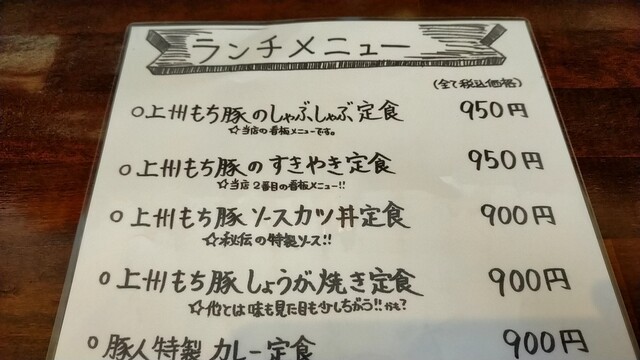 ランチメニュー
(全て税込価格)
○上州もち豚のしゃぶしゃぶ定食 950円
☆当店の看板メニューです。
○上州もち豚のすきやき定食 950円
☆当店2番目の看板メニュー!!
○上州もち豚ソースカツ丼定食 900円
☆秘伝の特製ソース!!
○上州もち豚しょうが焼き定食 900円
☆他とは味も見た目も少しちがう!!かも?
○豚人特製 カレー定食 900円